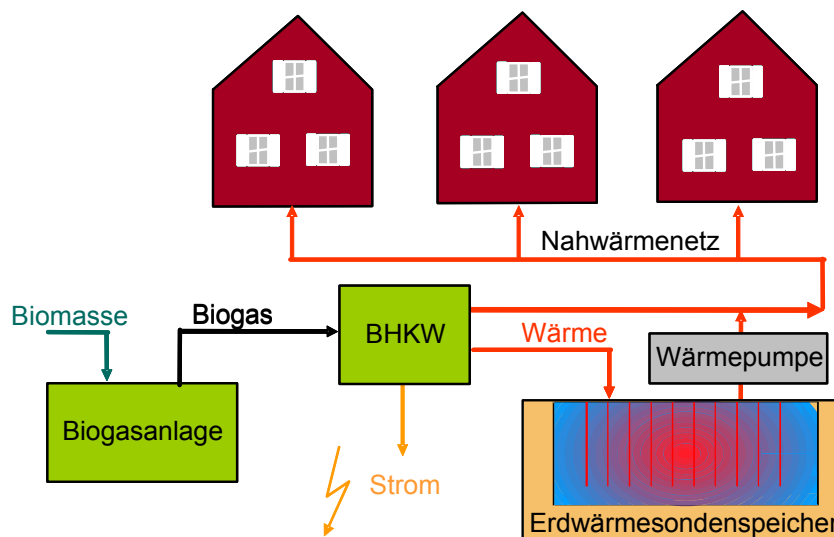 Nahwärmenetz
Biomasse
Biogas
BHKW
Wärme
Wärmepumpe
Biogasanlage
Strom
Erdwärmesondenspeicher